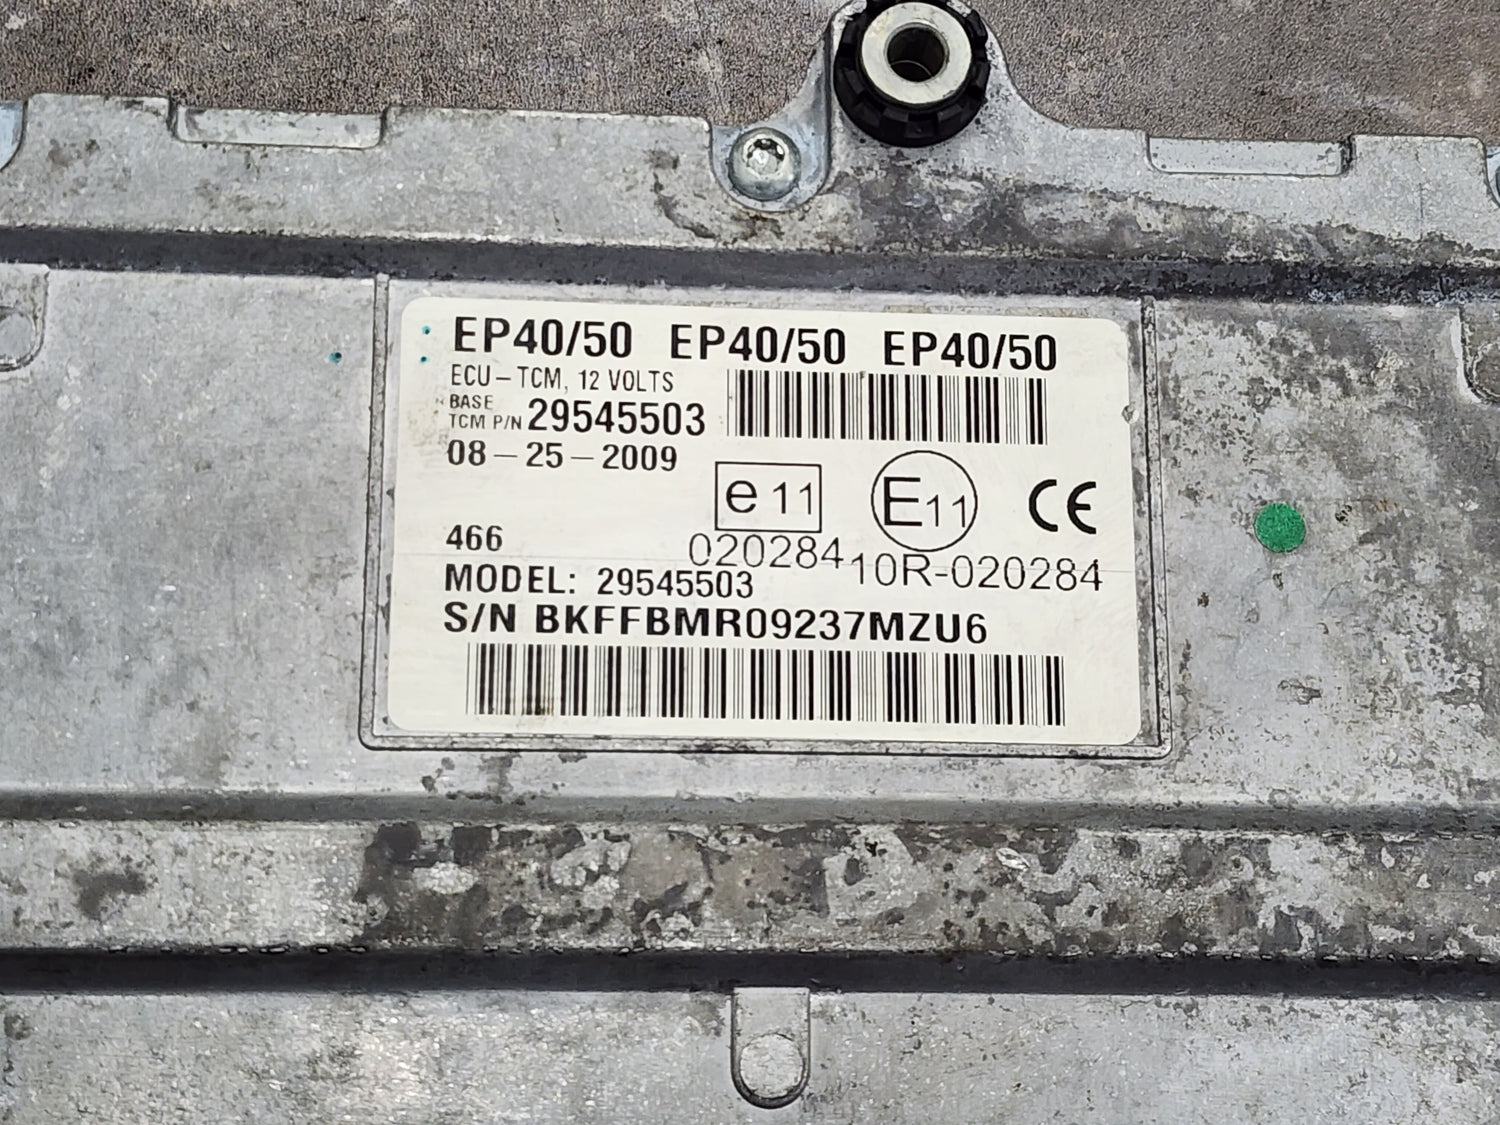 EP40/50 EP40/50 EP40/50
ECU-TCM, 12 VOLTS
BASE
TCM P/N 29545503
08-25-2009
e 11 E11 CE
466
020284 10R-020284
MODEL: 29545503
S/N BKFFBMR09237MZU6